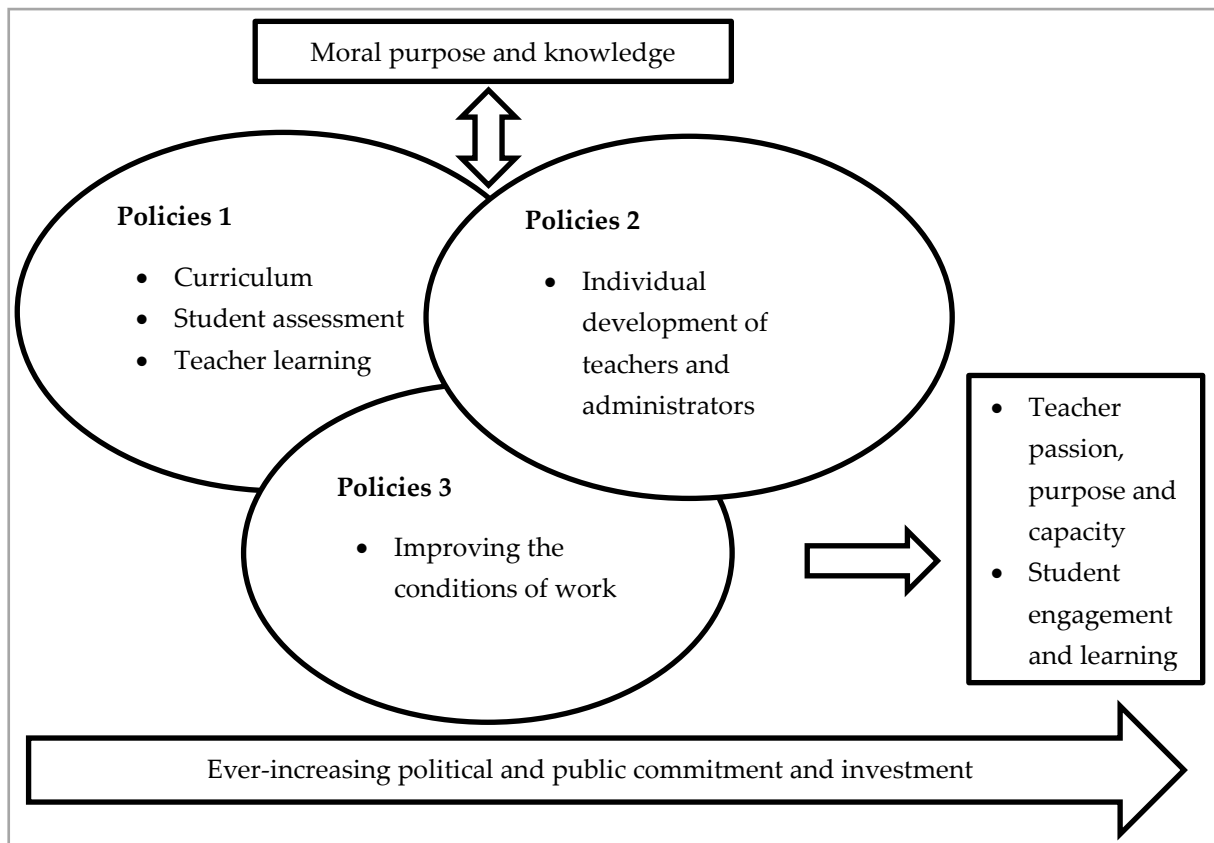 Moral purpose and knowledge
Policies 1
• Curriculum
• Student assessment
• Teacher learning
Policies 2
• Individual
development of
teachers and
administrators
Policies 3
• Improving the
conditions of work
• Teacher
passion,
purpose and
capacity
• Student
engagement
and learning
Ever-increasing political and public commitment and investment